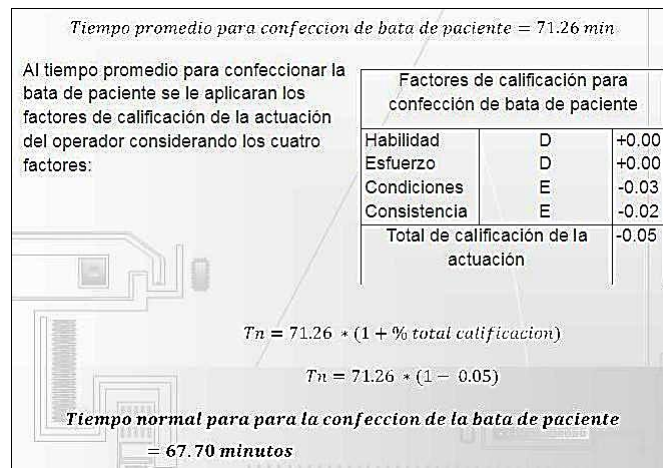 Tiempo promedio para confeccion de bata de paciente = 71.26 min
Al tiempo promedio para confeccionar la
bata de paciente se le aplicaran los
factores de calificación de la actuación
del operador considerando los cuatro
factores:
Factores de calificación para
confección de bata de paciente
Habilidad D +0.00
Esfuerzo D +0.00
Condiciones E -0.03
Consistencia E -0.02
Total de calificación de la -0.05
actuación
Tn = 71.26 * (1 + % total calificacion)
Tn = 71.26 * (1 − 0.05)
Tiempo normal para para la confeccion de la bata de paciente
= 67.70 minutos